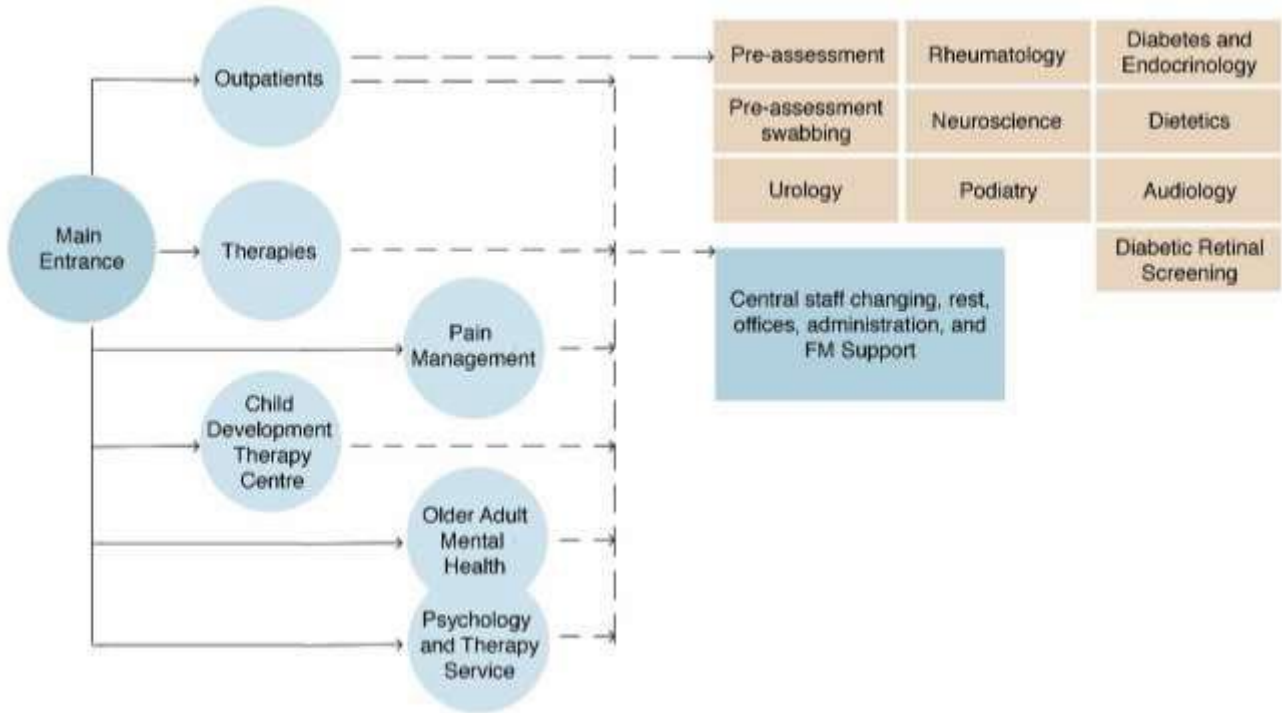 Outpatients
Main
Entrance
Therapies
Pain
Management
Child
Development
Therapy
Centre
Older Adult
Mental
Health
Psychology
and Therapy
Service
Pre-assessment
Rheumatology
Diabetes and
Endocrinology
Pre-assessment
swabbing
Neuroscience
Dietetics
Urology
Podiatry
Audiology
Diabetic Retinal
Screening
Central staff changing, rest,
offices, administration, and
FM Support